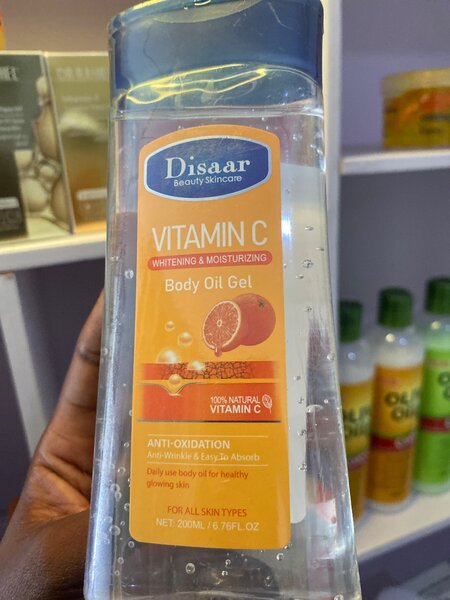 Disaar
Beauty Skincare
VITAMIN C
WHITENING & MOISTURIZING
Body Oil Gel
100% NATURAL
VITAMIN C
ANTI-OXIDATION
Anti-Wrinkle & Easy To Absorb
Daily use body oil for healthy
glowing skin
FOR ALL SKIN TYPES
NET: 200ML / 6.76FL.OZ